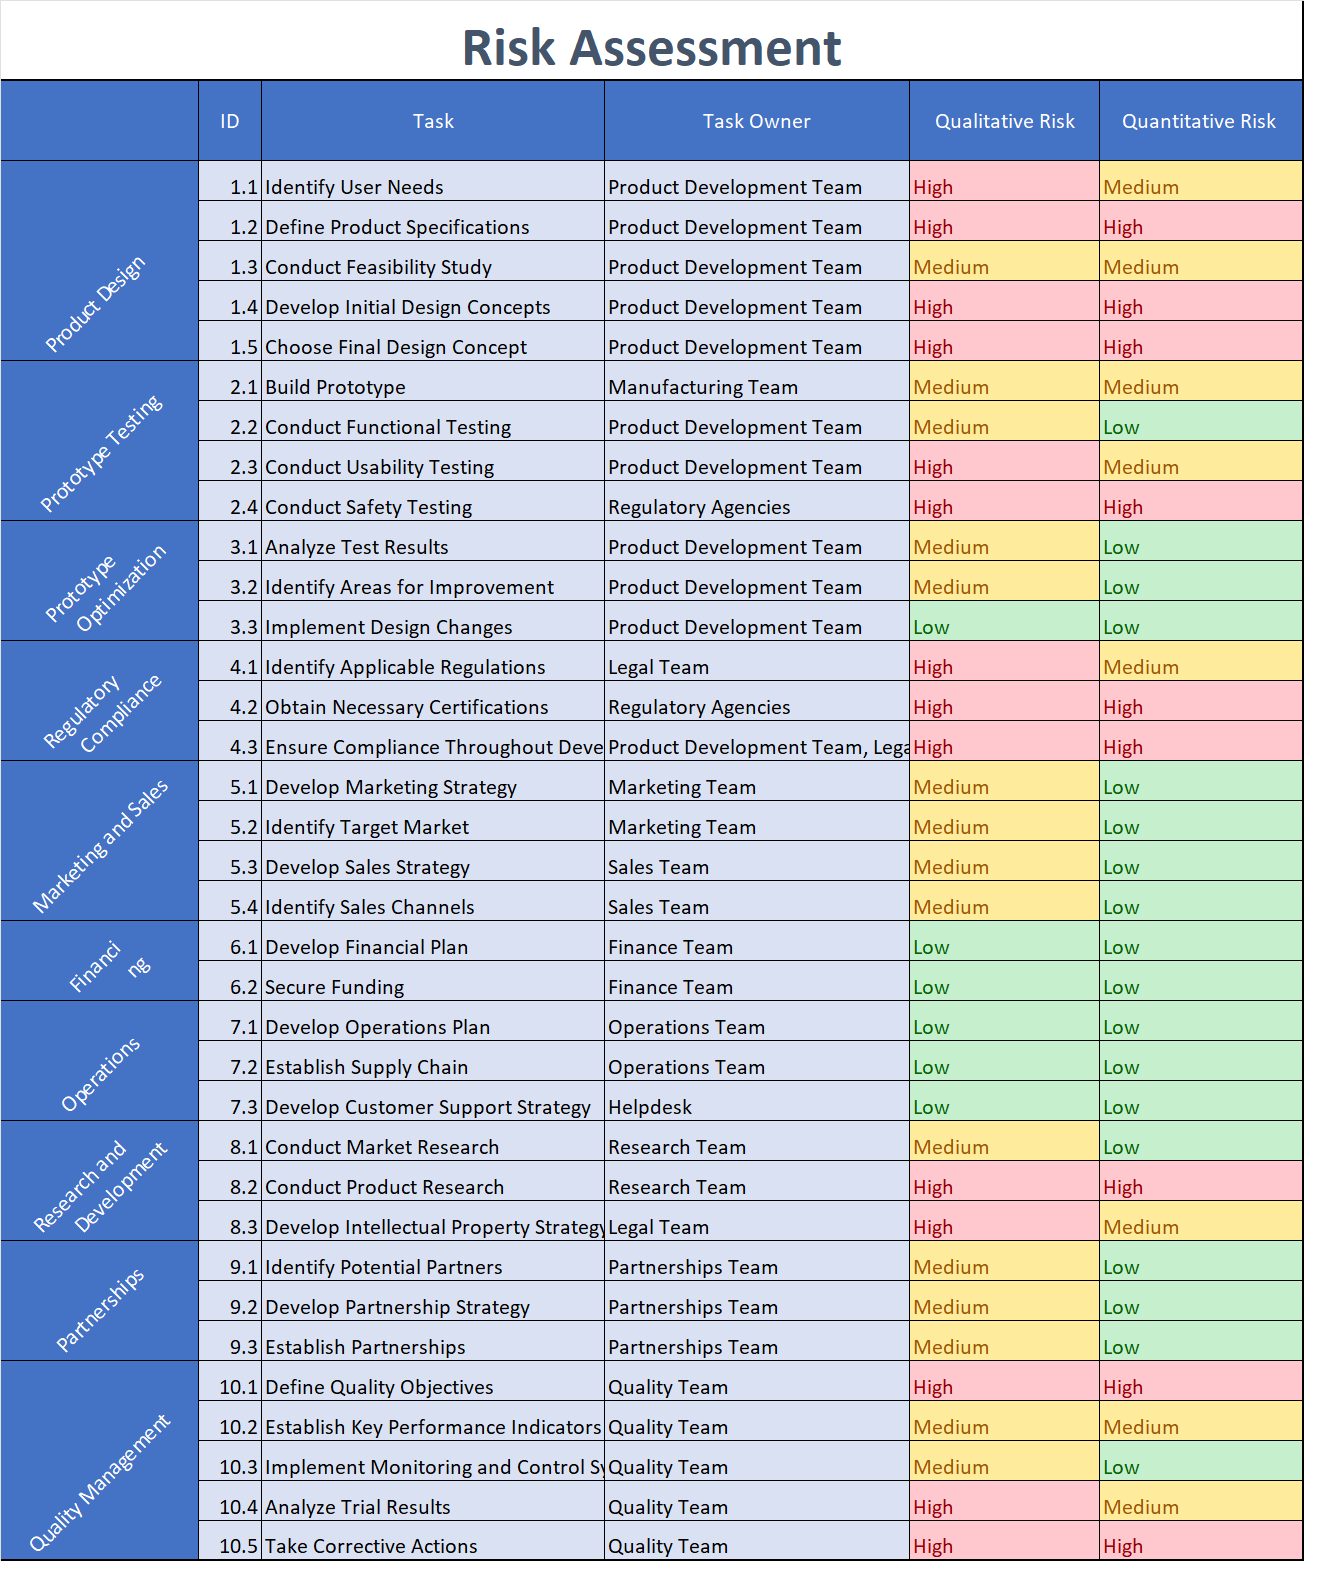 Risk Assessment
ID Task Task Owner Qualitative Risk Quantitative Risk
Product Design
1.1 Identify User Needs Product Development Team High Medium
1.2 Define Product Specifications Product Development Team High High
1.3 Conduct Feasibility Study Product Development Team Medium Medium
1.4 Develop Initial Design Concepts Product Development Team High High
1.5 Choose Final Design Concept Product Development Team High High
Prototype Testing
2.1 Build Prototype Manufacturing Team Medium Medium
2.2 Conduct Functional Testing Product Development Team Medium Low
2.3 Conduct Usability Testing Product Development Team High Medium
2.4 Conduct Safety Testing Regulatory Agencies High High
Prototype
Optimization
3.1 Analyze Test Results Product Development Team Medium Low
3.2 Identify Areas for Improvement Product Development Team Medium Low
3.3 Implement Design Changes Product Development Team Low Low
Regulatory
Compliance
4.1 Identify Applicable Regulations Legal Team High Medium
4.2 Obtain Necessary Certifications Regulatory Agencies High High
4.3 Ensure Compliance Throughout Deve Product Development Team, Lega High High
Marketing and Sales
5.1 Develop Marketing Strategy Marketing Team Medium Low
5.2 Identify Target Market Marketing Team Medium Low
5.3 Develop Sales Strategy Sales Team Medium Low
5.4 Identify Sales Channels Sales Team Medium Low
Financi
ng
6.1 Develop Financial Plan Finance Team Low Low
6.2 Secure Funding Finance Team Low Low
Operations
7.1 Develop Operations Plan Operations Team Low Low
7.2 Establish Supply Chain Operations Team Low Low
7.3 Develop Customer Support Strategy Helpdesk Low Low
Research and
Development
8.1 Conduct Market Research Research Team Medium Low
8.2 Conduct Product Research Research Team High High
8.3 Develop Intellectual Property Strategy Legal Team High Medium
Partnerships
9.1 Identify Potential Partners Partnerships Team Medium Low
9.2 Develop Partnership Strategy Partnerships Team Medium Low
9.3 Establish Partnerships Partnerships Team Medium Low
Quality Management
10.1 Define Quality Objectives Quality Team High High
10.2 Establish Key Performance Indicators Quality Team Medium Medium
10.3 Implement Monitoring and Control Sy Quality Team Medium Low
10.4 Analyze Trial Results Quality Team High Medium
10.5 Take Corrective Actions Quality Team High High